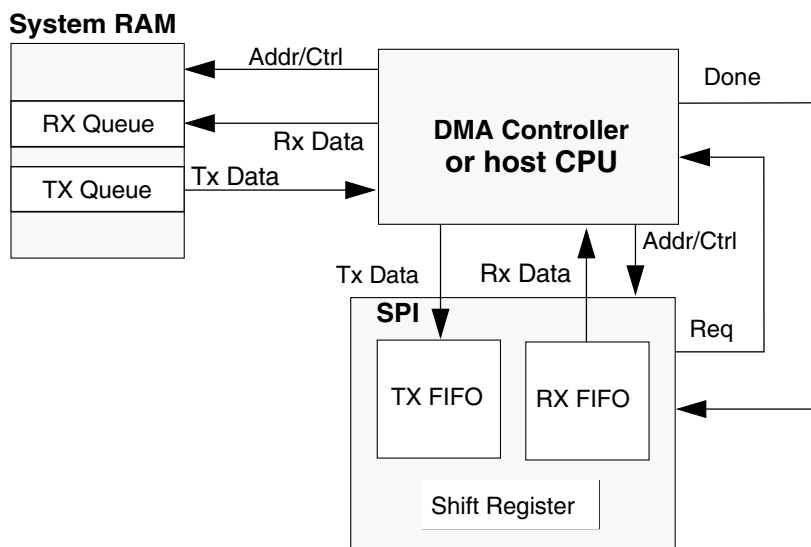 System RAM
Addr/Ctrl
Done
RX Queue
Rx Data
DMA Controller
or host CPU
TX Queue
Tx Data
Addr/Ctrl
Tx Data
Rx Data
SPI
Req
TX FIFO
RX FIFO
Shift Register